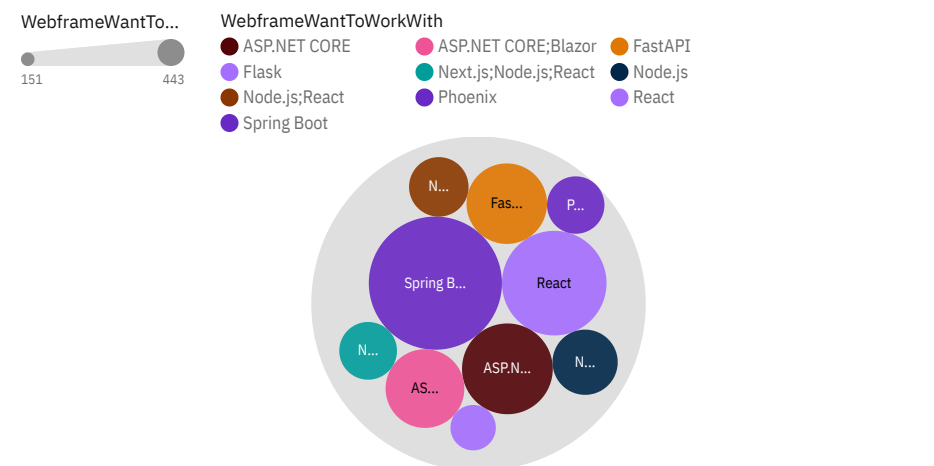 WebframeWantTo...
151 443
WebframeWantToWorkWith
ASP.NET CORE ASP.NET CORE;Blazor FastAPI
Flask Next.js;Node.js;React Node.js
Node.js;React Phoenix React
Spring Boot
N...
Fas...
P...
Spring B...
React
N...
ASP.N...
N...
AS...